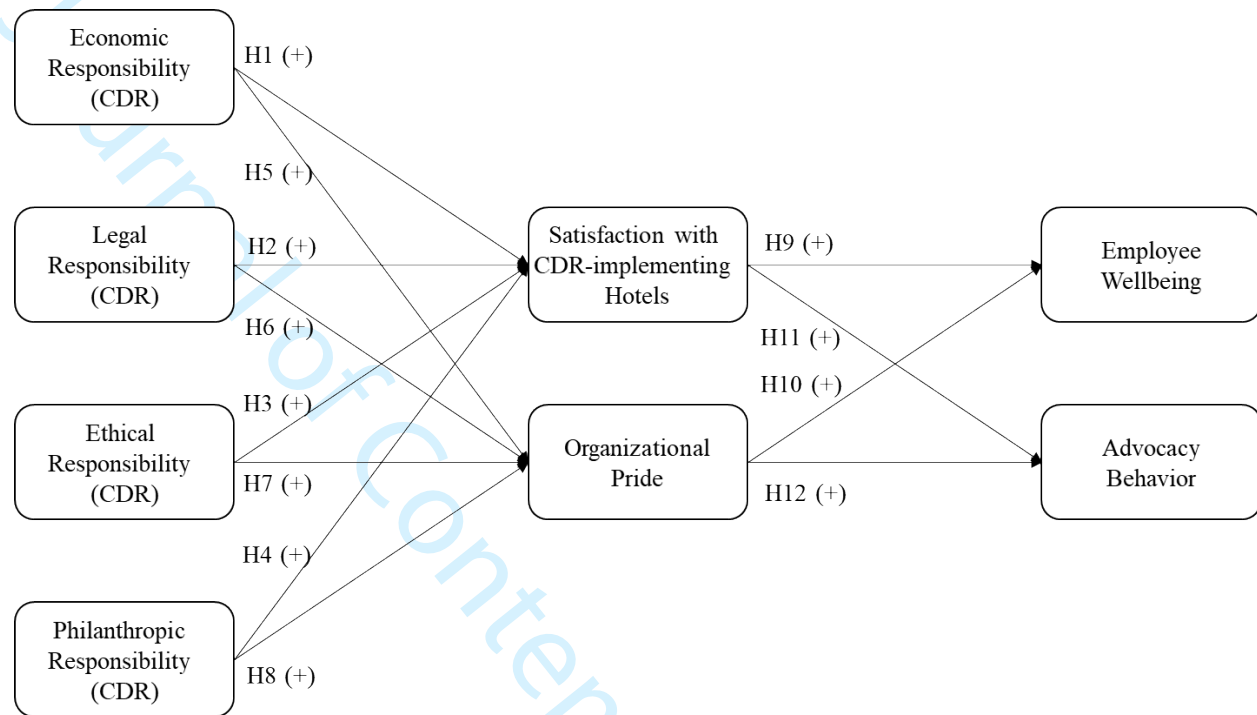 Economic
Responsibility
(CDR)
H1 (+)
H5 (+)
Legal
Responsibility
(CDR)
H2 (+)
H6 (+)
Satisfaction with
CDR-implementing
Hotels
H9 (+)
Employee
Wellbeing
H11 (+)
H10 (+)
Ethical
Responsibility
(CDR)
H3 (+)
H7 (+)
Organizational
Pride
H12 (+)
Advocacy
Behavior
H4 (+)
Philanthropic
Responsibility
(CDR)
H8 (+)
of